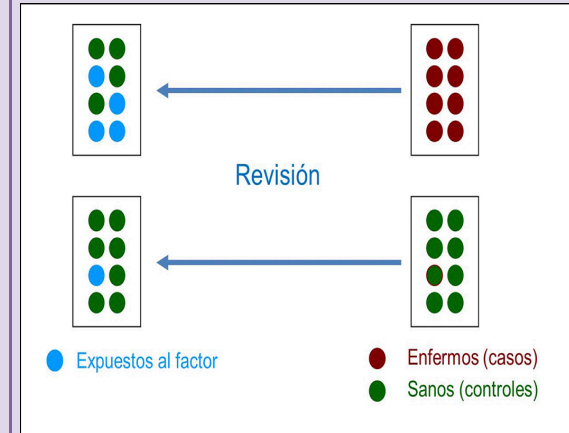 Revisión
Expuestos al factor
Enfermos (casos)
Sanos (controles)